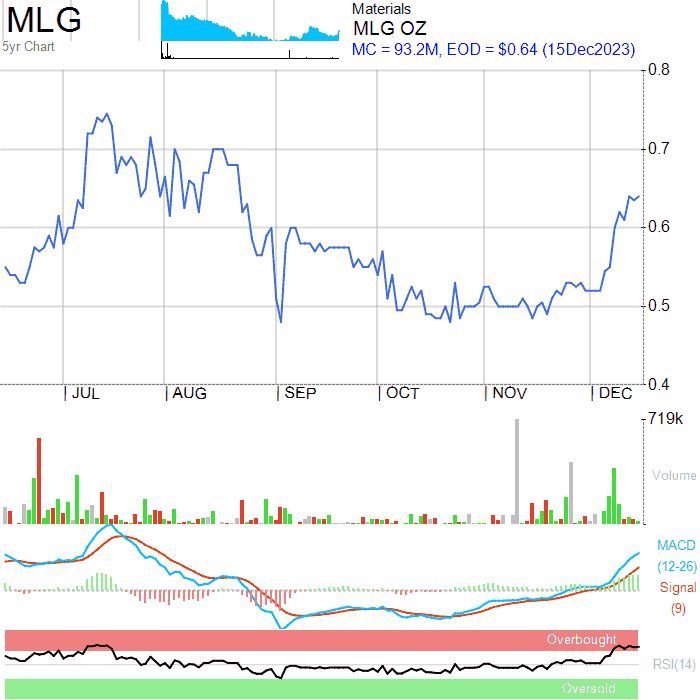 MLG
5yr Chart
Materials
MLG OZ
MC = 93.2M, EOD = $0.64 (15Dec2023)
0.8
0.7
0.6
0.5
0.4
JUL AUG SEP OCT NOV DEC
719k
Volume
MACD
(12-26)
Signal
(9)
Overbought
RSI(14)
Oversold